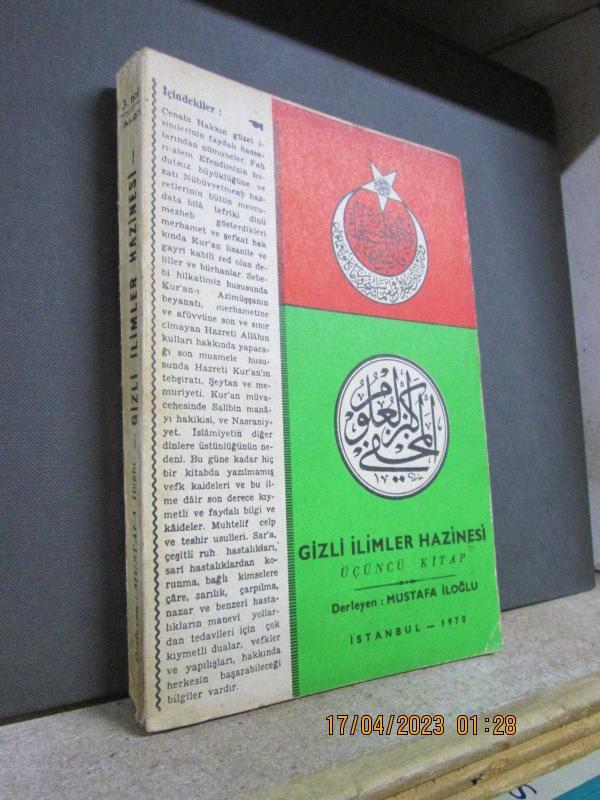 İçindekiler :
Cenabı Hakkın güzel i-
simlerinin faydalı hassa-
larından nümuneler. Fah
ri-âlem Efendimizin hu-
dutsuz büyüklüğüne ve
zatı Nübüvvetmeab haz-
retlerinin bütün mevcu-
data bilâ tefriki dinü
mezheb gösterdikleri
merhamet ve şefkat hak
kında Kur'an lisanile ve
gayri kabili red olan de-
liller ve bürhanlar. Sebe-
bi hilkatimiz hususunda
Kur'an-ı Azimüşşanın
beyanatı, merhametine
ve afüvvüne son ve sınır
olmayan Hazreti Allâhın
kulları hakkında yapaca-
ğı son muamele husu-
sunda Hazreti Kur'an'ın
tebşiratı. Şeytan ve me-
muriyeti. Kur'an müva-
cehesinde Salibin manâ-
yı hakikisi, ve Nasraniy-
yet. İslâmiyetin diğer
dinlere üstünlüğünün ne-
deni. Bu güne kadar hiç
bir kitabda yazılmamış
vefk kaideleri ve bu il-
me dâir son derece kıy-
metli ve faydalı bilgi ve
kâideler. Muhtelif celp
ve teshir usulleri. Sar'a,
çeşitli ruh hastalıkları,
sari hastalıklardan ko-
runma, bağlı kimselere
çâre, sarılık, çarpılma,
nazar ve benzeri hasta-
lıkların manevi yollar-
dan tedavileri için çok
kıymetli dualar, vefkler
ve yapılışları, hakkında
herkesin başarabileceği
bilgiler vardır.
GİZLİ İLİMLER HAZİNESİ
ÜÇÜNCÜ KİTAP
Derleyen : MUSTAFA İLOĞLU
İSTANBUL — 1970
GİZLİ İLİMLER HAZİNESİ —
Derleyen : MUSTAFA İloğlu
17/04/2023 01:28